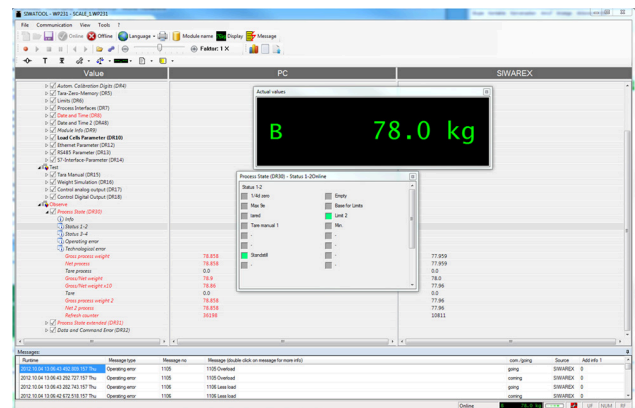 SIWATOOL - WP231 - SCALE_1.WP231
File Communication View Tools ?
Online Offline Language Module name Display Message
Faktor: 1 X
Value PC SIWAREX
Autom. Calibration Digits (DR4)
Tara-Zero-Memory (DR5)
Limits (DR6)
Process Interfaces (DR7)
Date and Time (DR8)
Date and Time 2 (DR48)
Module Info (DR9)
Load Cells Parameter (DR10)
Ethernet Parameter (DR12)
RS485 Parameter (DR13)
S7-Interface-Parameter (DR14)
Test
Tara Manual (DR15)
Weight Simulation (DR16)
Control analog output (DR17)
Control Digital Output (DR18)
Observe
Process State (DR30)
Info
Status 1-2
Status 3-4
Operating error
Technological error
Gross process weight 78.858 77.959
Net process 78.858 77.959
Tare process 0.0 0.0
Gross/Net weight 78.9 78.0
Gross/Net weight x10 78.86 77.96
Tare 0.0 0.0
Gross process weight 2 78.858 77.96
Net 2 process 78.858 77.96
Refresh counter 10811
Process State extended (DR31)
Data and Command Error (DR32)
Actual values
B 78.0 kg
Process State (DR30) - Status 1-2Online
Status 1-2
1/4d zero Empty
Max 9e Base for Limits
tared Limit 2
Tare manual 1 Min.
- -
- -
Standstill -
- -
Messages:
Runtime Message type Message no Message (double click on message for more info) com./going Source Add info 1
2012.10.04 13:06:43 492.809.157 Thu Operating error 1105 1105 Overload going SIWAREX 0
2012.10.04 13:06:43 292.727.157 Thu Operating error 1105 1105 Overload coming SIWAREX 0
2012.10.04 13:06:43 262.743.157 Thu Operating error 1106 1106 Less load going SIWAREX 0
2012.10.04 13:06:42 672.518.157 Thu Operating error 1106 1106 Less load coming SIWAREX 0
Online B 78.0 kg UF NUM RF